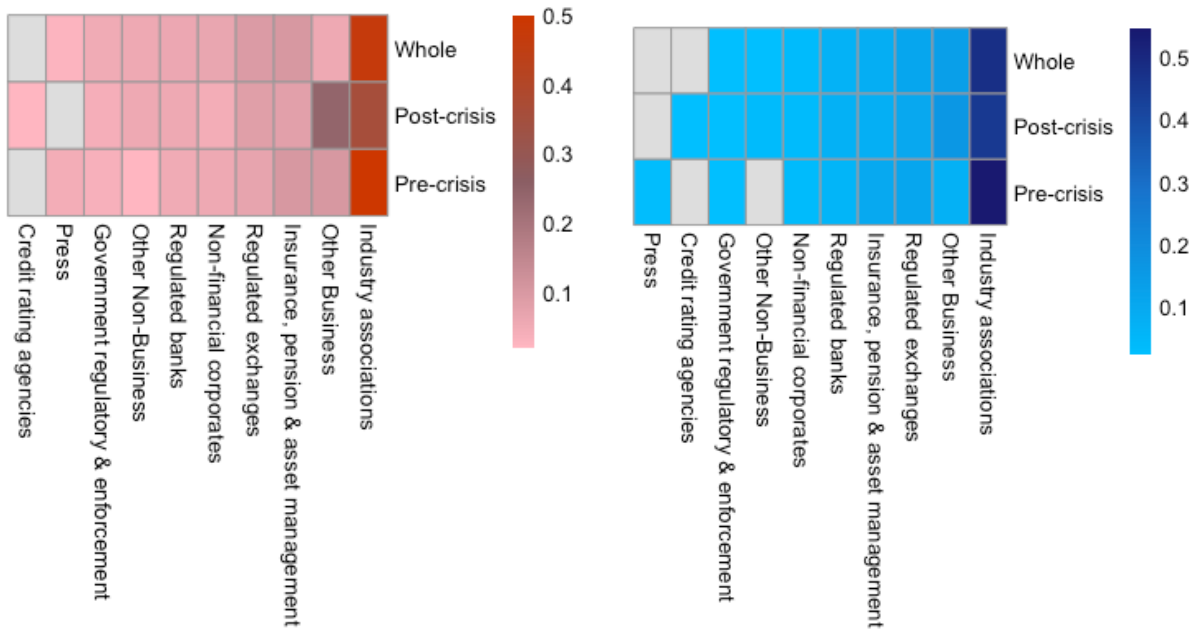 Whole
Post-crisis
Pre-crisis
Credit rating agencies
Press
Government regulatory & enforcement
Other Non-Business
Regulated banks
Non-financial corporates
Regulated exchanges
Insurance, pension & asset management
Other Business
Industry associations
0.5
0.4
0.3
0.2
0.1
Whole
Post-crisis
Pre-crisis
Press
Credit rating agencies
Government regulatory & enforcement
Other Non-Business
Non-financial corporates
Regulated banks
Insurance, pension & asset management
Regulated exchanges
Other Business
Industry associations
0.5
0.4
0.3
0.2
0.1